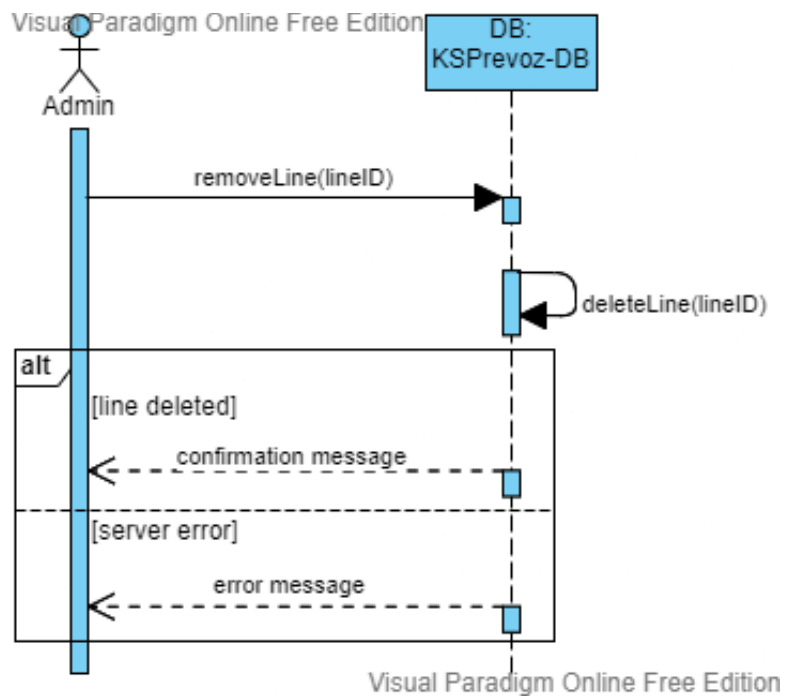 Visual Paradigm Online Free Edition
DB:
KSPrevoz-DB
Admin
removeLine(lineID)
deleteLine(lineID)
alt
[line deleted]
confirmation message
[server error]
error message
Visual Paradigm Online Free Edition